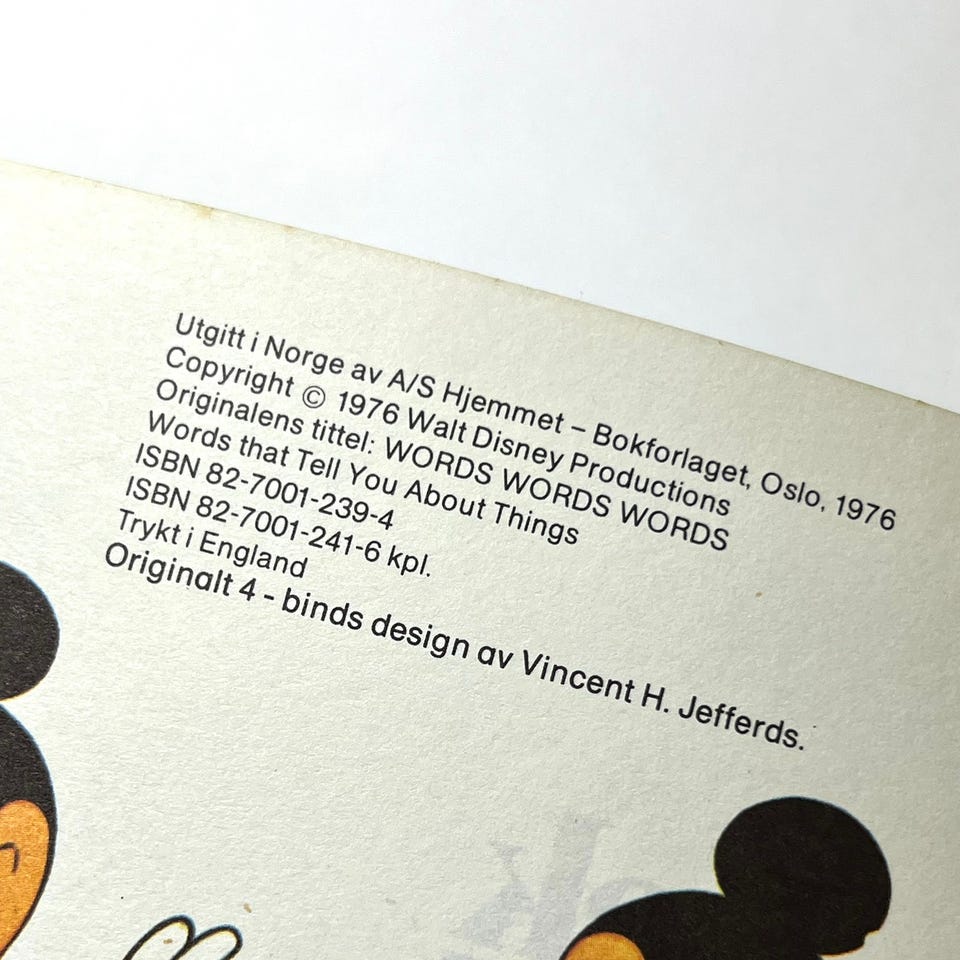 Utgitt i Norge av A/S Hjemmet – Bokforlaget, Oslo, 1976
Copyright © 1976 Walt Disney Productions
Originalens tittel: WORDS WORDS WORDS
Words that Tell You About Things
ISBN 82-7001-239-4
ISBN 82-7001-241-6 kpl.
Trykt i England
Originalt 4 - binds design av Vincent H. Jefferds.